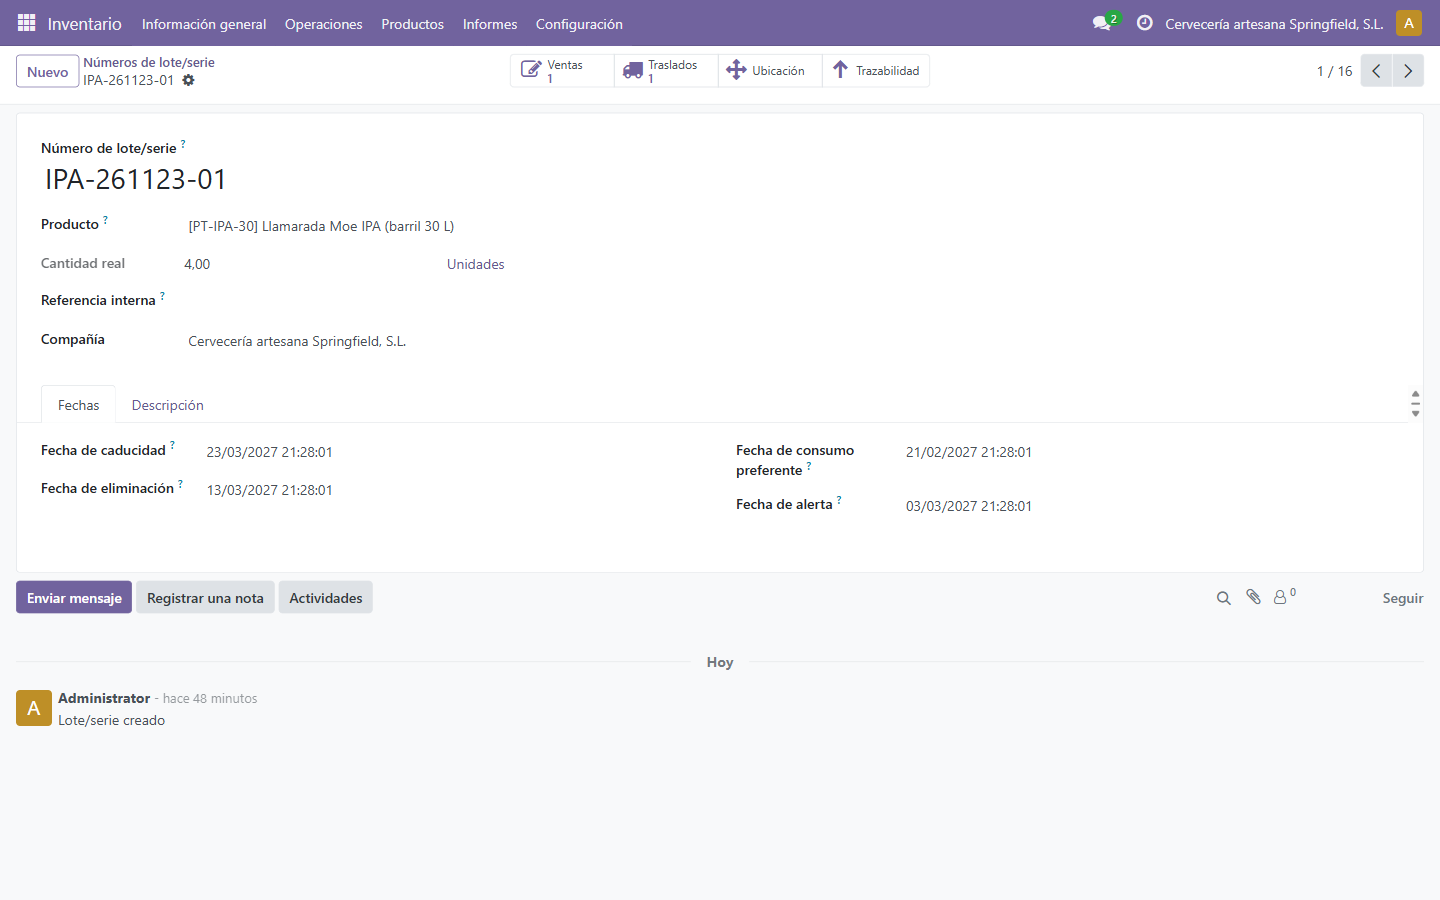 Inventario Información general Operaciones Productos Informes Configuración 2 Cervecería artesana Springfield, S.L. A
Nuevo Números de lote/serie
IPA-261123-01
Ventas 1
Traslados 1
Ubicación
Trazabilidad
1 / 16
Número de lote/serie ?
IPA-261123-01
Producto ? [PT-IPA-30] Llamarada Moe IPA (barril 30 L)
Cantidad real 4,00 Unidades
Referencia interna ?
Compañía Cervecería artesana Springfield, S.L.
Fechas Descripción
Fecha de caducidad ? 23/03/2027 21:28:01
Fecha de eliminación ? 13/03/2027 21:28:01
Fecha de consumo preferente ? 21/02/2027 21:28:01
Fecha de alerta ? 03/03/2027 21:28:01
Enviar mensaje Registrar una nota Actividades 0 Seguir
Hoy
A Administrator - hace 48 minutos
Lote/serie creado